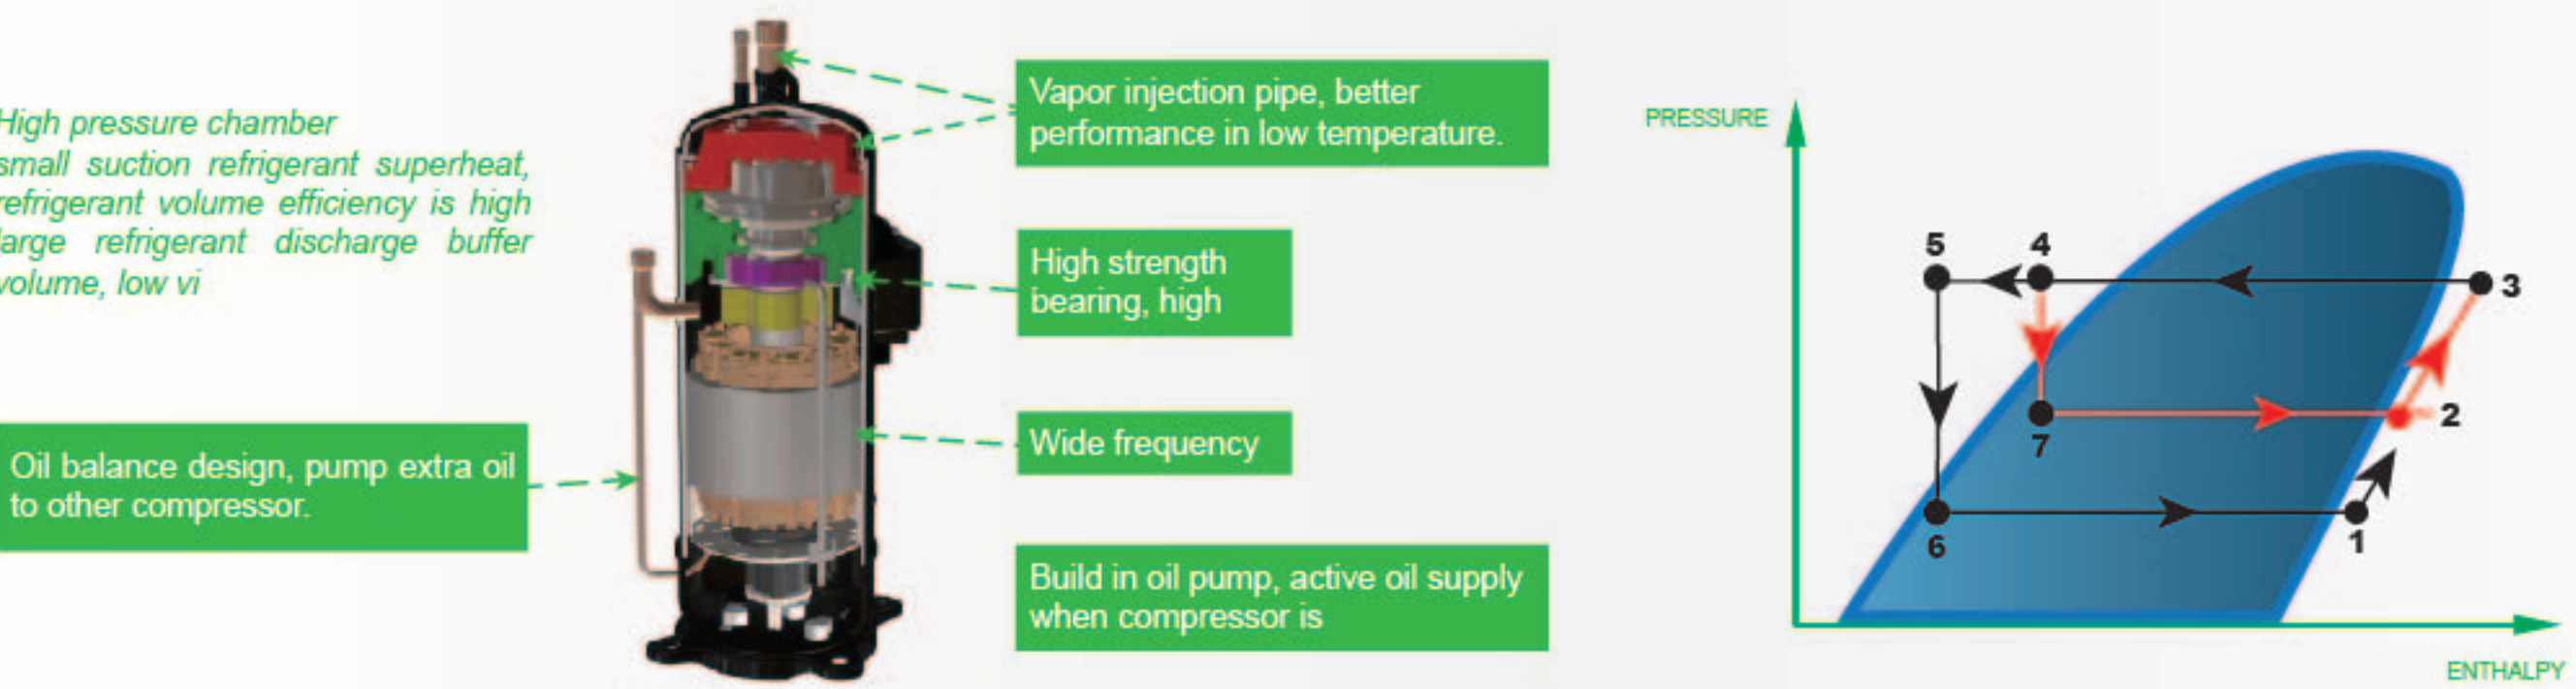 High pressure chamber
small suction refrigerant superheat,
refrigerant volume efficiency is high
large refrigerant discharge buffer
volume, low vi
Oil balance design, pump extra oil
to other compressor.
Vapor injection pipe, better
performance in low temperature.
High strength
bearing, high
Wide frequency
Build in oil pump, active oil supply
when compressor is
PRESSURE
5
4
3
2
7
6
1
ENTHALPY